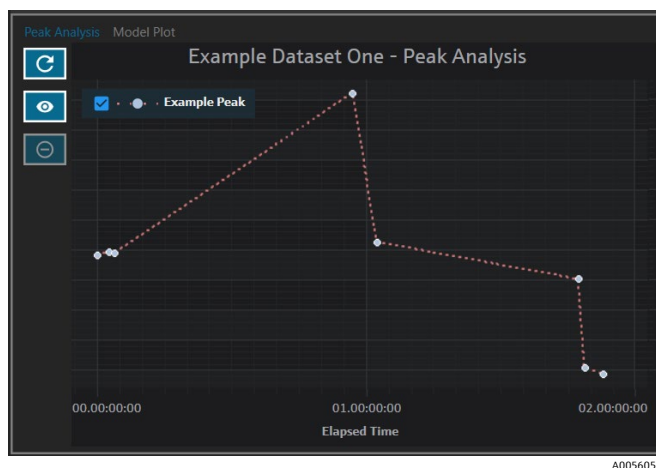 Peak Analysis Model Plot
Example Dataset One - Peak Analysis
Example Peak
00.00:00:00 01.00:00:00 02.00:00:00
Elapsed Time
A005605